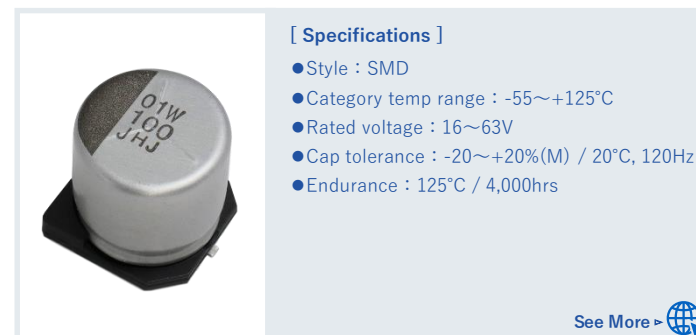 [ Specifications ]
●Style：SMD
●Category temp range：-55～+125°C
●Rated voltage：16～63V
●Cap tolerance：-20～+20%(M) / 20°C, 120Hz
●Endurance：125°C / 4,000hrs
01W
100
JHJ
See More ▹